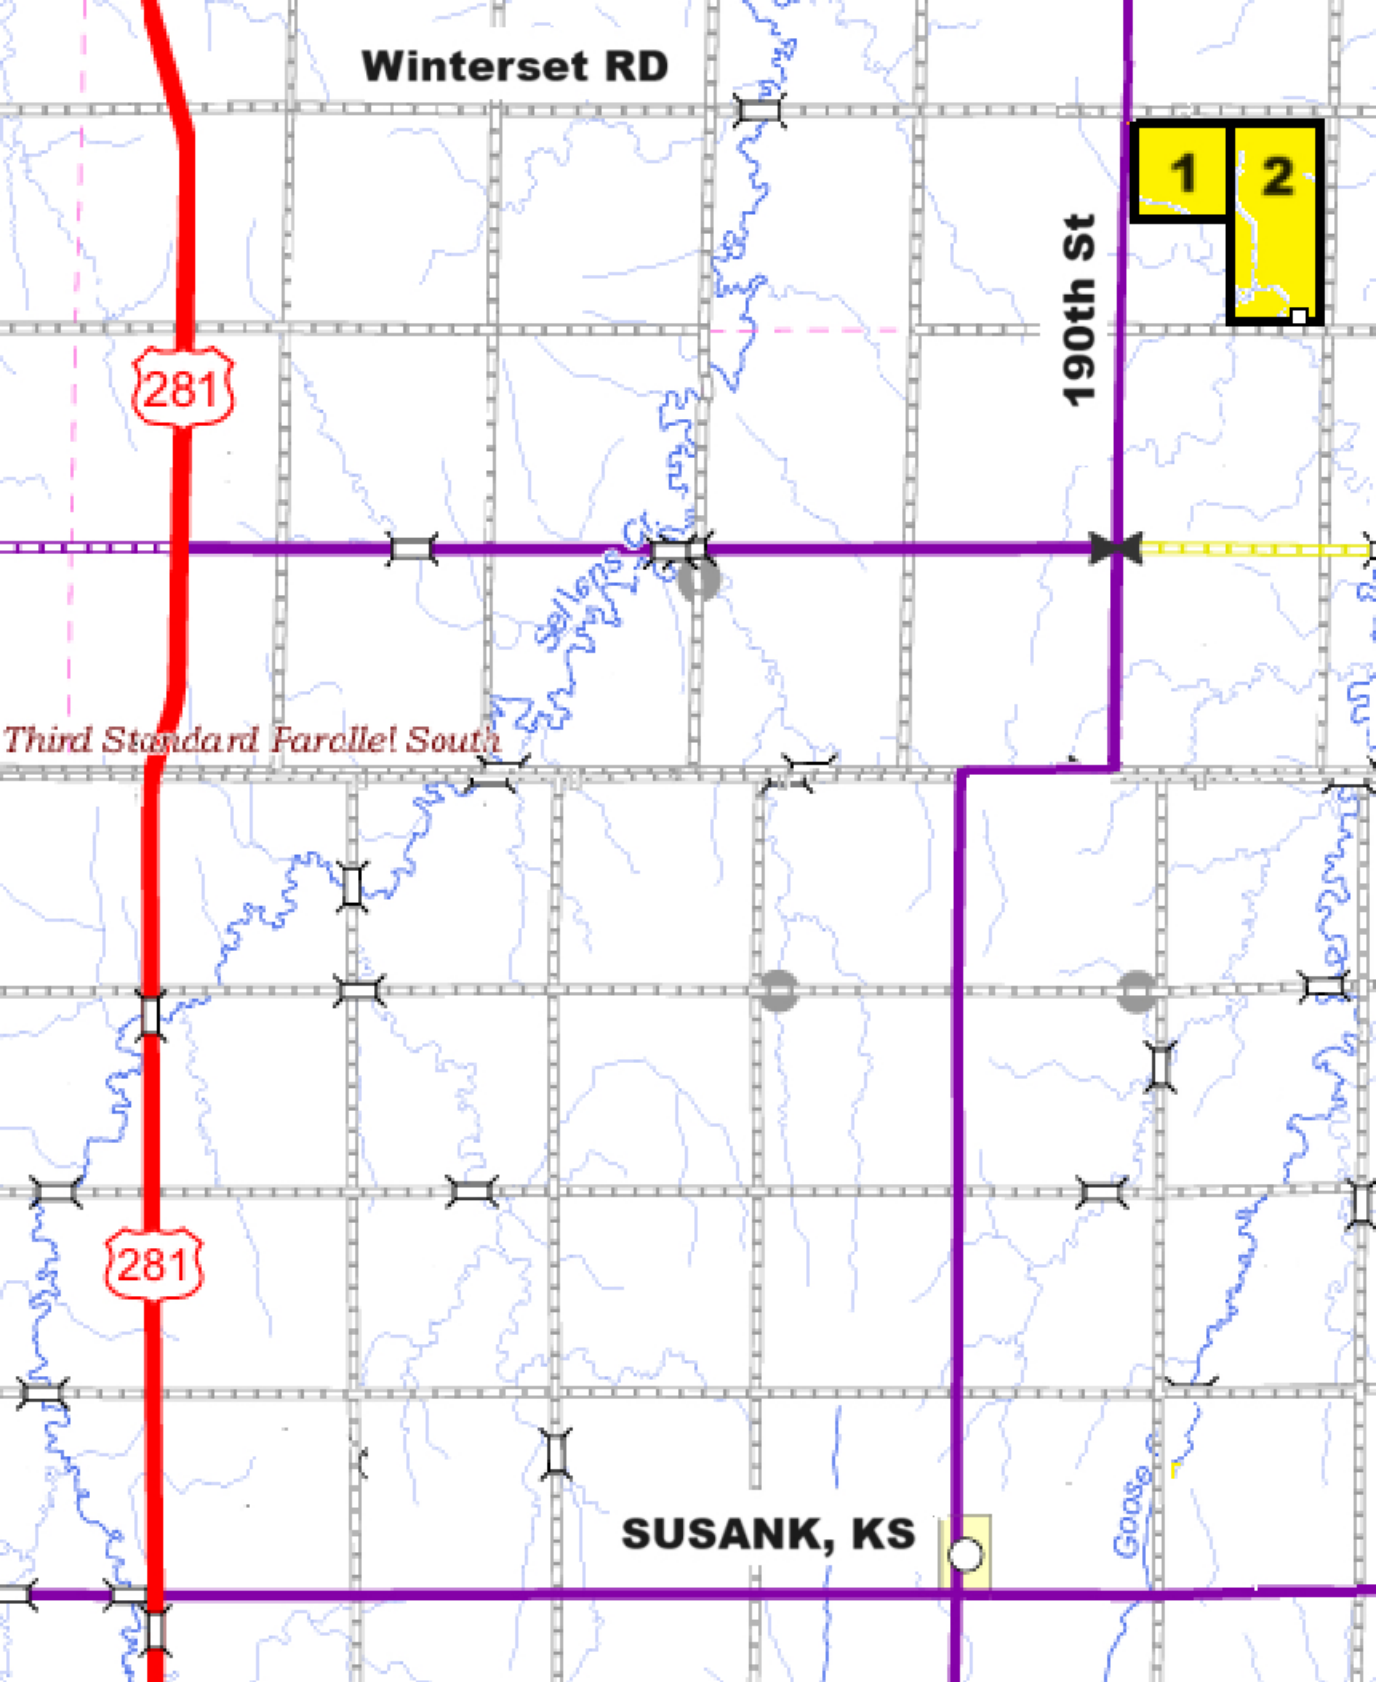 Winterset RD
1 2
190th St
281
Sellens Cr.
Third Standard Parallel South
281
Goose
SUSANK, KS